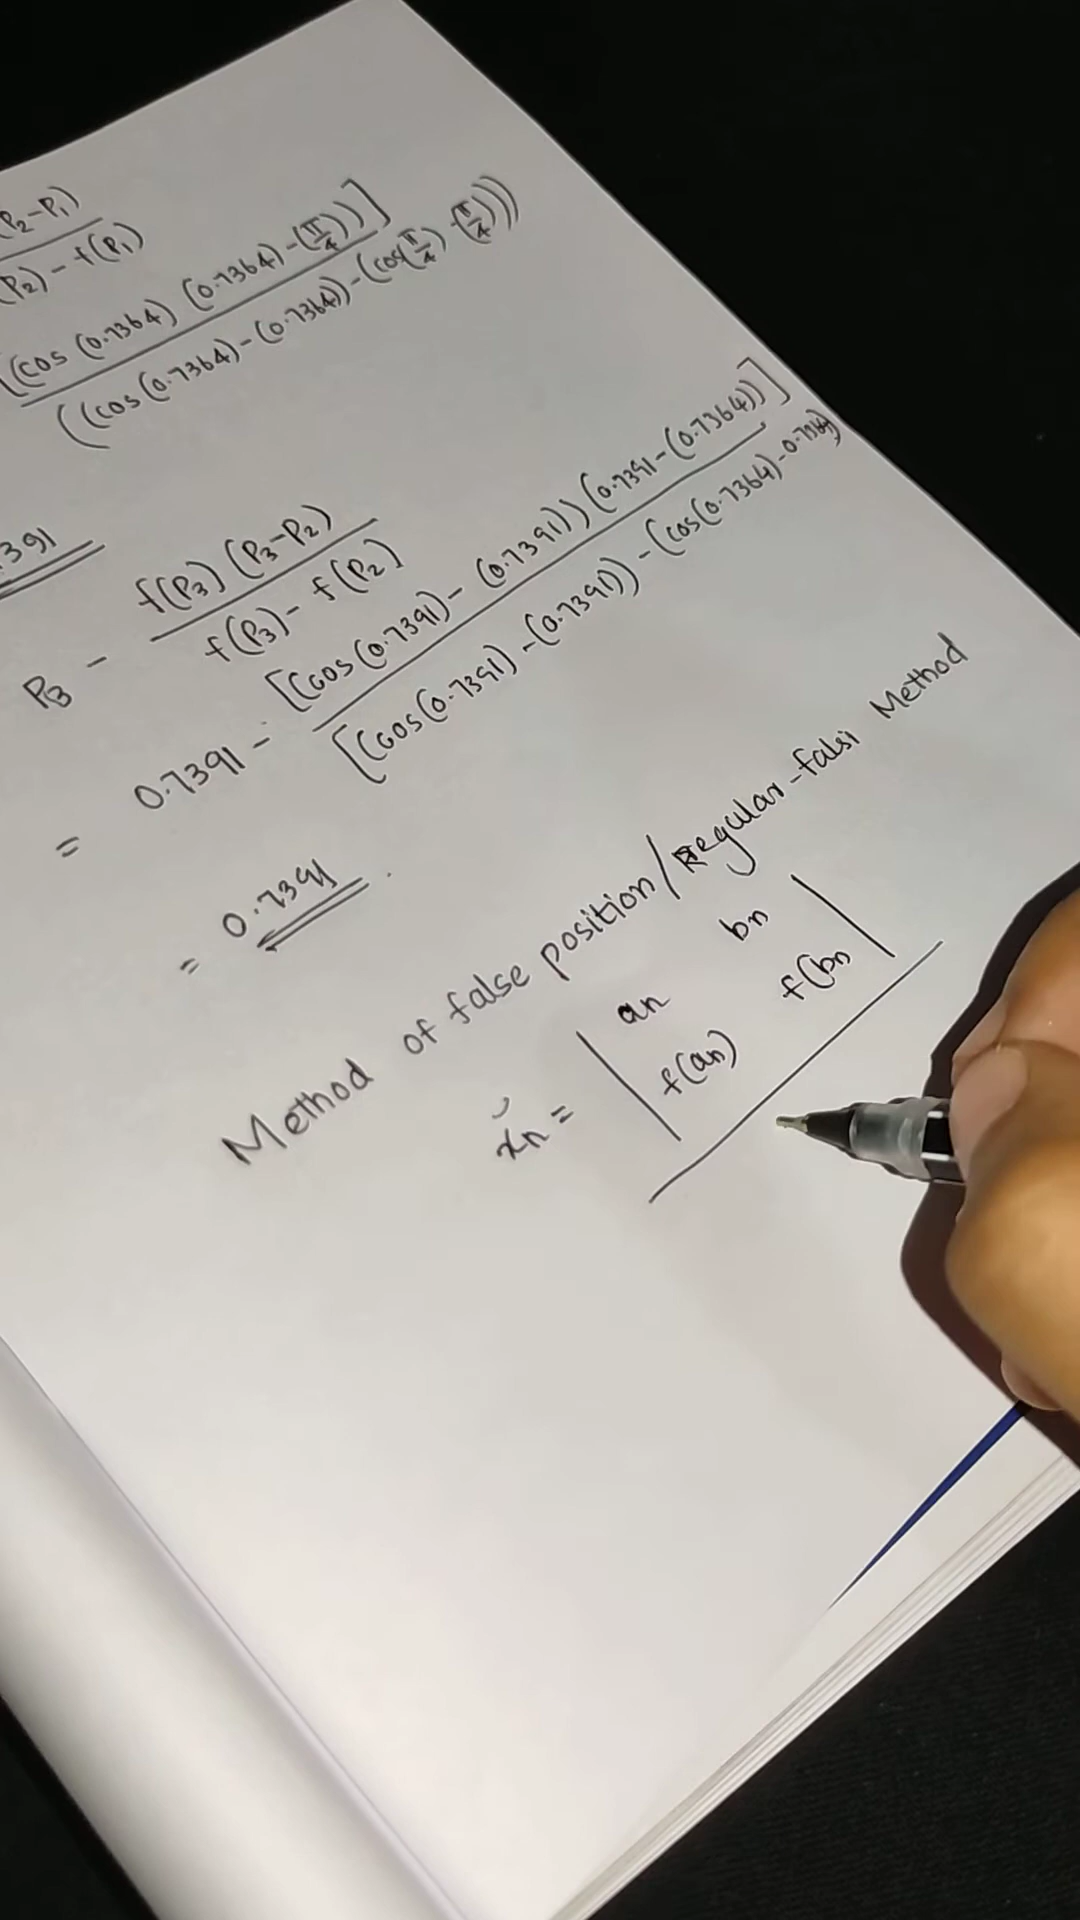 P₂-P₁)
P₂) - f(P₁)
[(cos (0.7364) (0.7364) - (π/4))]
((cos (0.7364) - (0.7364)) - (cos(π/4) - (π/4)))
.391
P₃ - f(P₃) (P₃-P₂)
f(P₃) - f(P₂)
= 0.7391 - [(cos (0.7391) - (0.7391)) (0.7391 - (0.7364))]
[(cos (0.7391) - (0.7391)) - (cos(0.7364) - 0.7364)
= 0.7391
Method of false position/Regular-falsi Method
xn = | an bn |
f(an) f(bn